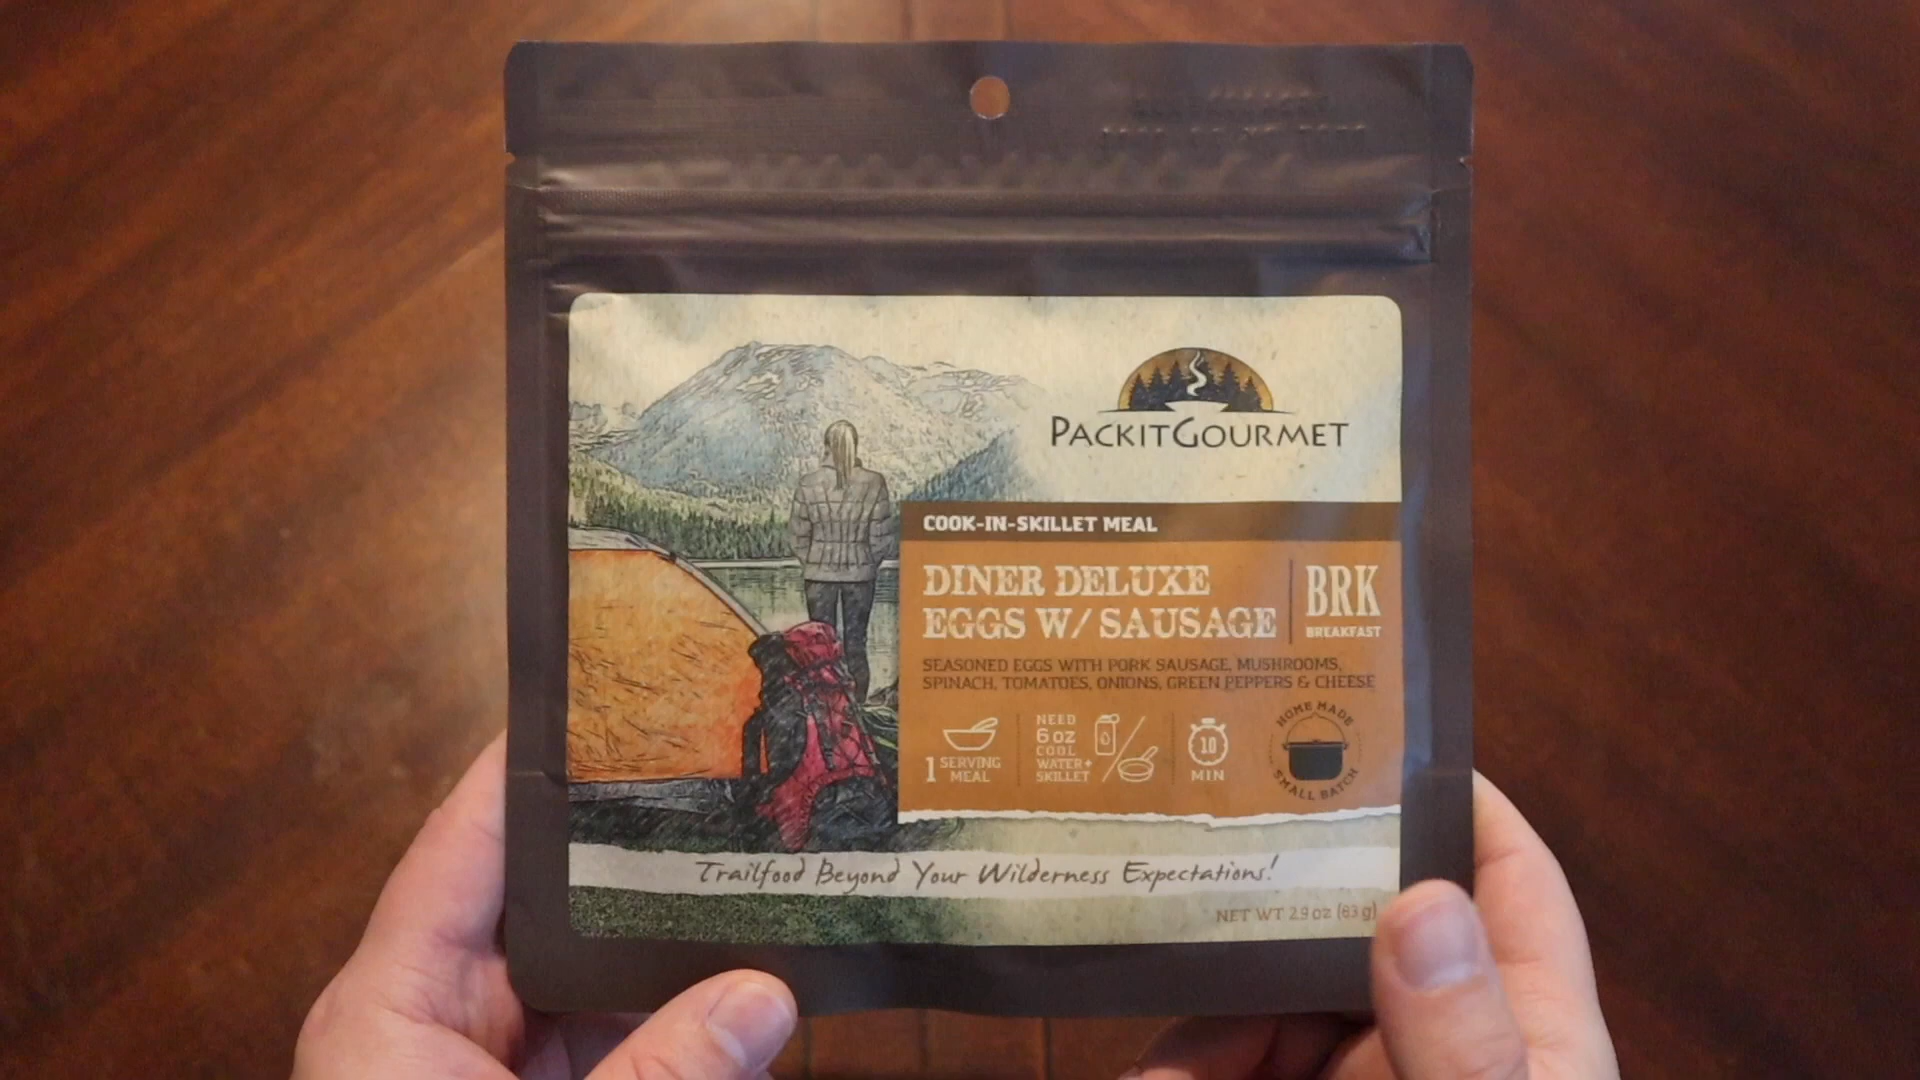 PACKITGOURMET
COOK-IN-SKILLET MEAL
DINER DELUXE
EGGS W/ SAUSAGE
BRK
BREAKFAST
SEASONED EGGS WITH PORK SAUSAGE, MUSHROOMS,
SPINACH, TOMATOES, ONIONS, GREEN PEPPERS & CHEESE
1 SERVING
MEAL
NEED
6 oz
COOL
WATER+
SKILLET
10
MIN
HOME MADE
SMALL BATCH
Trailfood Beyond Your Wilderness Expectations!
NET WT 2.9 oz (83 g)